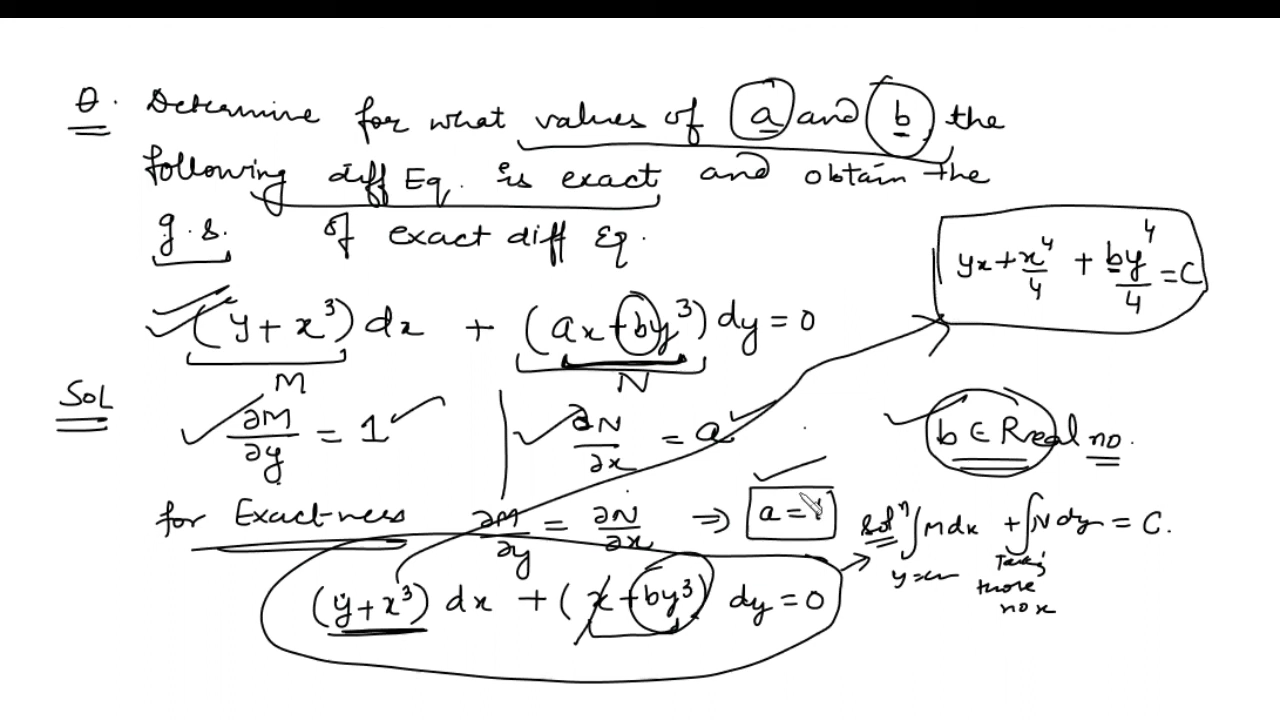 Q. Determine for what values of a and b the
following diff Eq. is exact and obtain the
g.s. of exact diff Eq.
yx + x⁴/4 + by⁴/4 = C
(y + x³) dx + (ax + by³) dy = 0
M N
Sol
∂M/∂y = 1 ∂N/∂x = a b ∈ Real no.
for Exactness ∂M/∂y = ∂N/∂x ⇒ a = 1 Solⁿ ∫M dx + ∫N dy = C.
y = cn Taking
those
no x
(y + x³) dx + (x + by³) dy = 0